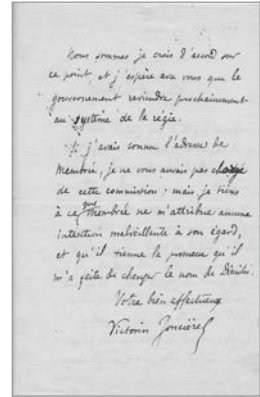 Nous sommes je crois d'accord sur
ce point, et j'espère avec vous que le
gouvernement reviendra prochainement
au système de la régie.
Si j'avais connu l'adresse de
Membrée, je ne vous aurais pas chargé
de cette commission ; mais je tiens
à ce que Membrée ne m'attribue aucune
intention malveillante à son égard,
et qu'il tienne la promesse qu'il
m'a faite de changer le nom de Dimitri.
Votre bien affectueux
Victorin Joncières